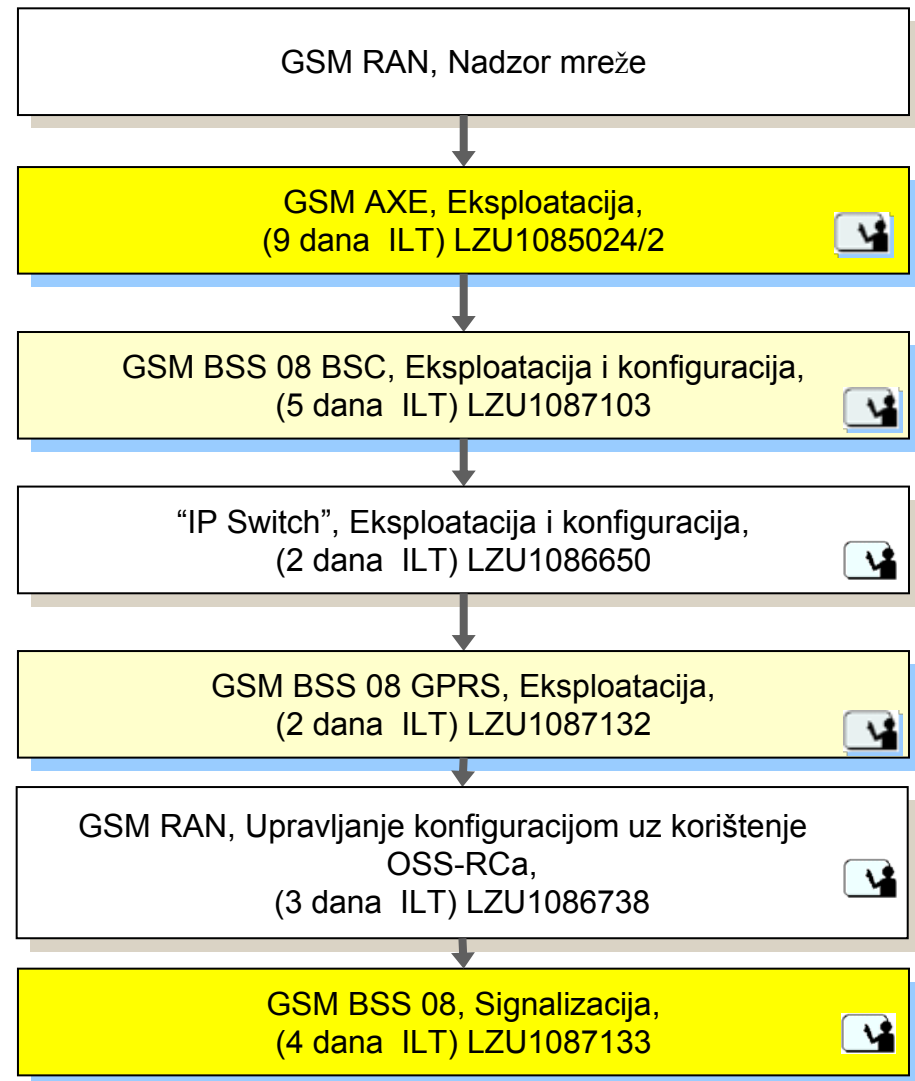 GSM RAN, Nadzor mreže
GSM AXE, Eksploatacija,
(9 dana ILT) LZU1085024/2
GSM BSS 08 BSC, Eksploatacija i konfiguracija,
(5 dana ILT) LZU1087103
“IP Switch”, Eksploatacija i konfiguracija,
(2 dana ILT) LZU1086650
GSM BSS 08 GPRS, Eksploatacija,
(2 dana ILT) LZU1087132
GSM RAN, Upravljanje konfiguracijom uz korištenje
OSS-RCa,
(3 dana ILT) LZU1086738
GSM BSS 08, Signalizacija,
(4 dana ILT) LZU1087133